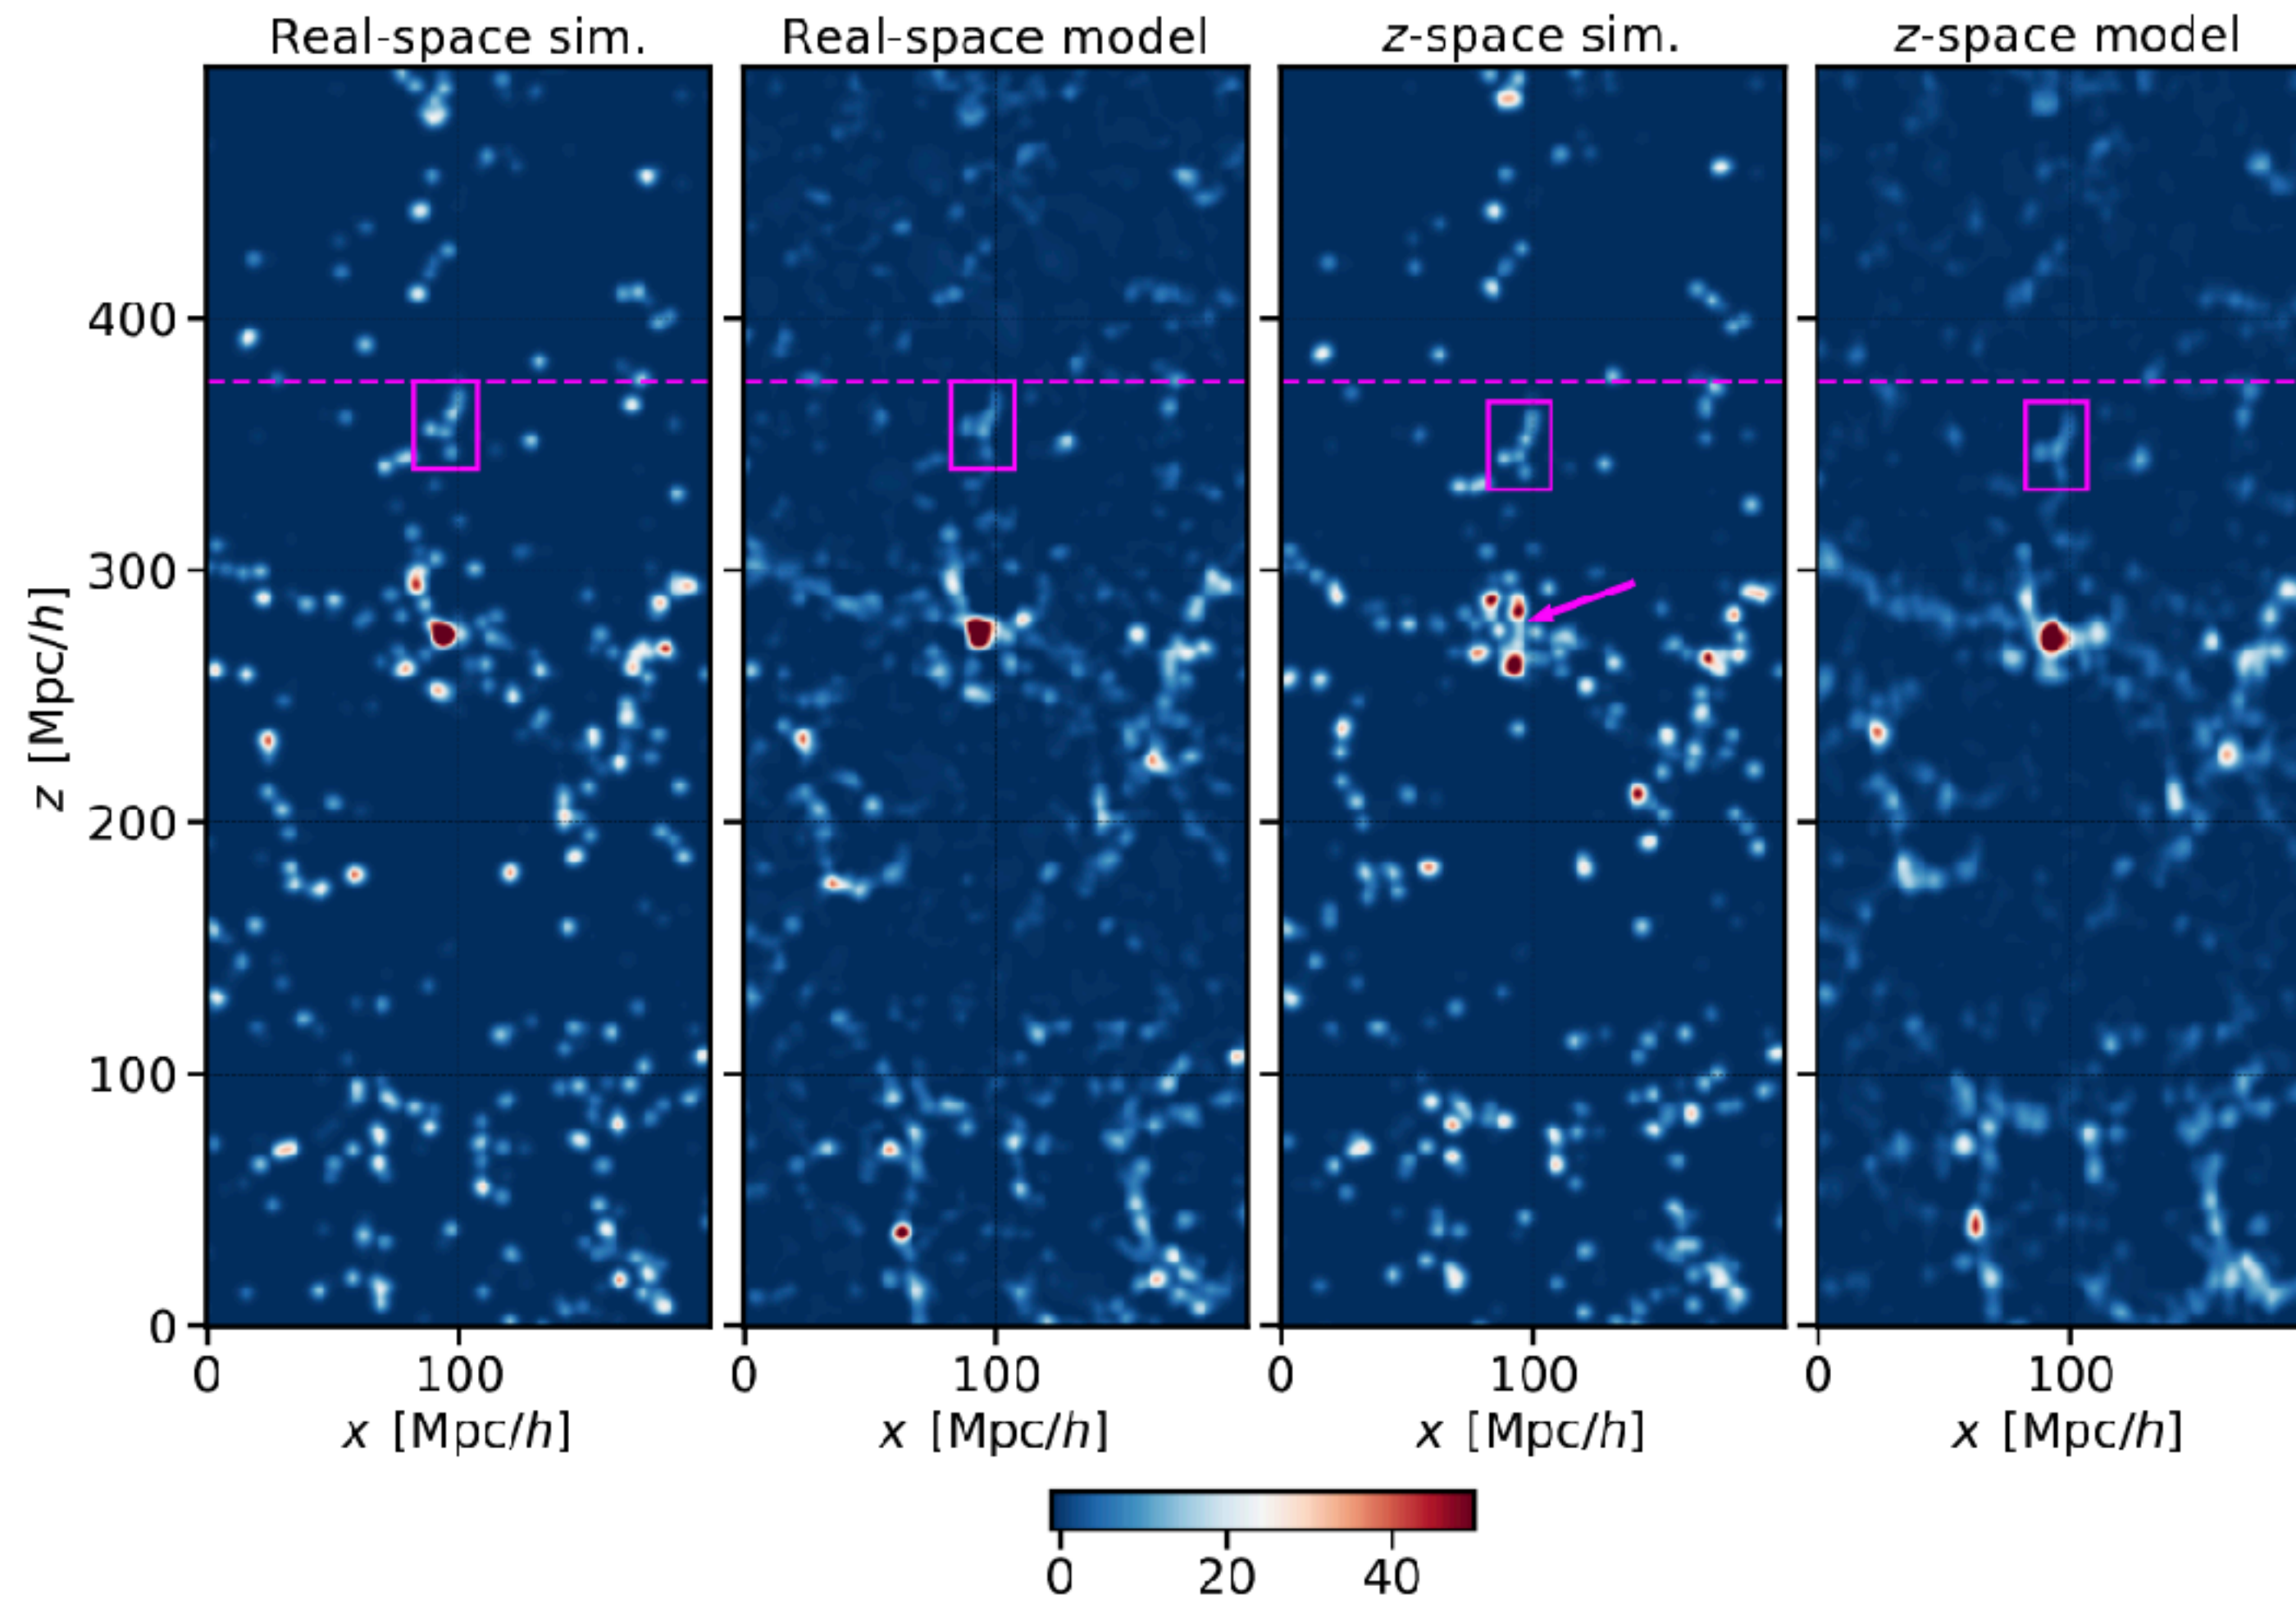 Real-space sim. Real-space model z-space sim. z-space model
400
300
200
100
0
z [Mpc/h]
0 100 0 100 0 100 0 100
x [Mpc/h] x [Mpc/h] x [Mpc/h] x [Mpc/h]
0 20 40